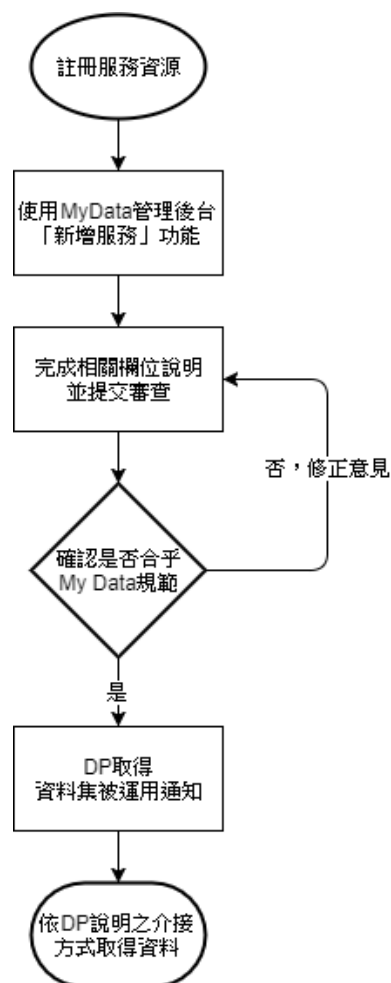 註冊服務資源
使用MyData管理後台
「新增服務」功能
完成相關欄位說明
並提交審查
否，修正意見
確認是否合乎
My Data規範
是
DP取得
資料集被運用通知
依DP說明之介接
方式取得資料